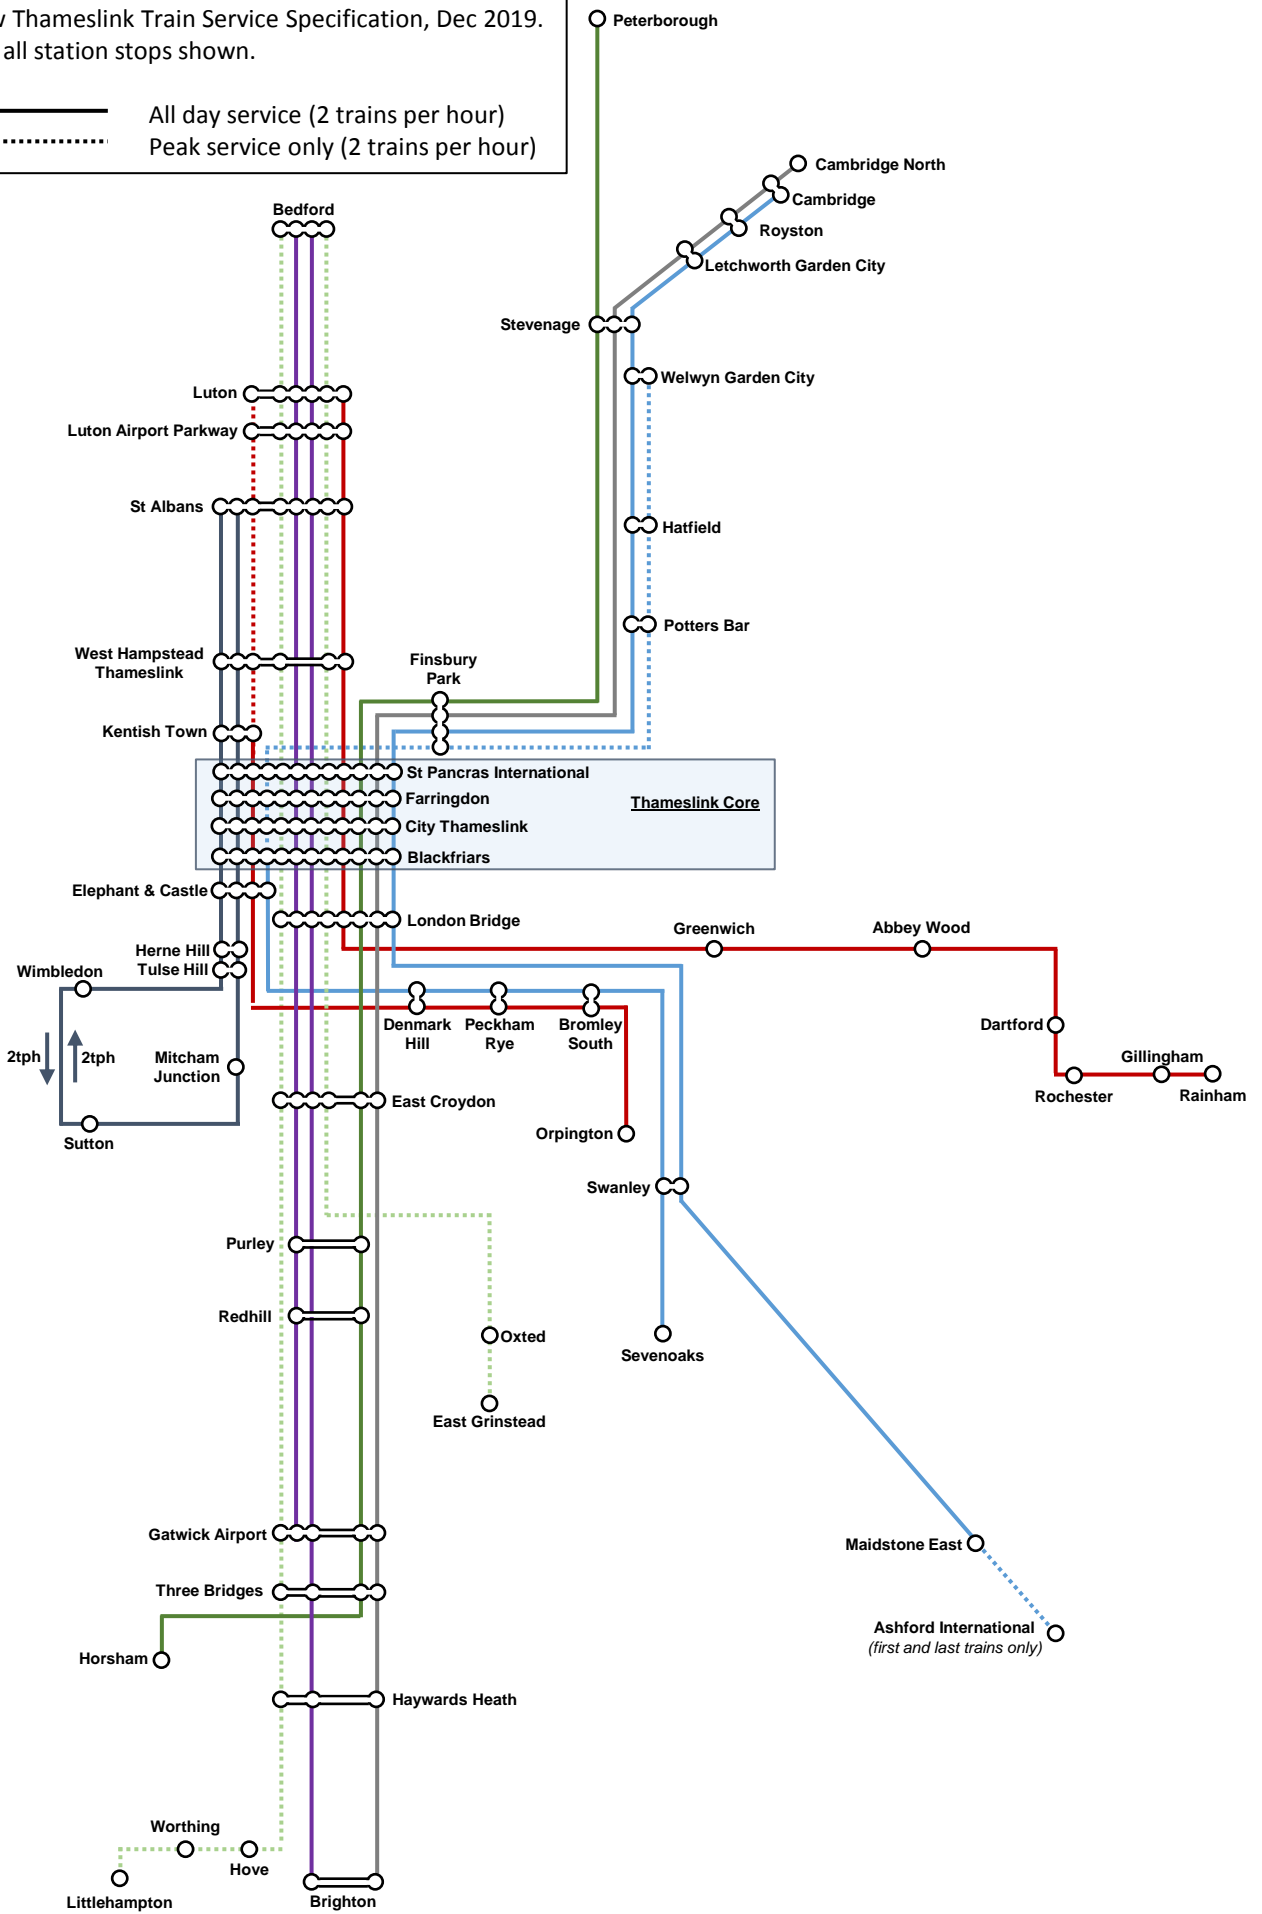 Thameslink Train Service Specification, Dec 2019.
all station stops shown.
All day service (2 trains per hour)
Peak service only (2 trains per hour)
Peterborough
Cambridge North
Cambridge
Royston
Letchworth Garden City
Bedford
Stevenage
Welwyn Garden City
Luton
Luton Airport Parkway
St Albans
Hatfield
Potters Bar
West Hampstead
Thameslink
Finsbury
Park
Kentish Town
St Pancras International
Farringdon
Thameslink Core
City Thameslink
Blackfriars
Elephant & Castle
London Bridge
Greenwich
Abbey Wood
Herne Hill
Tulse Hill
Wimbledon
Denmark
Hill
Peckham
Rye
Bromley
South
Dartford
2tph
2tph
Mitcham
Junction
Gillingham
Rochester
Rainham
East Croydon
Sutton
Orpington
Swanley
Purley
Redhill
Oxted
Sevenoaks
East Grinstead
Gatwick Airport
Maidstone East
Three Bridges
Ashford International
(first and last trains only)
Horsham
Haywards Heath
Worthing
Hove
Littlehampton
Brighton